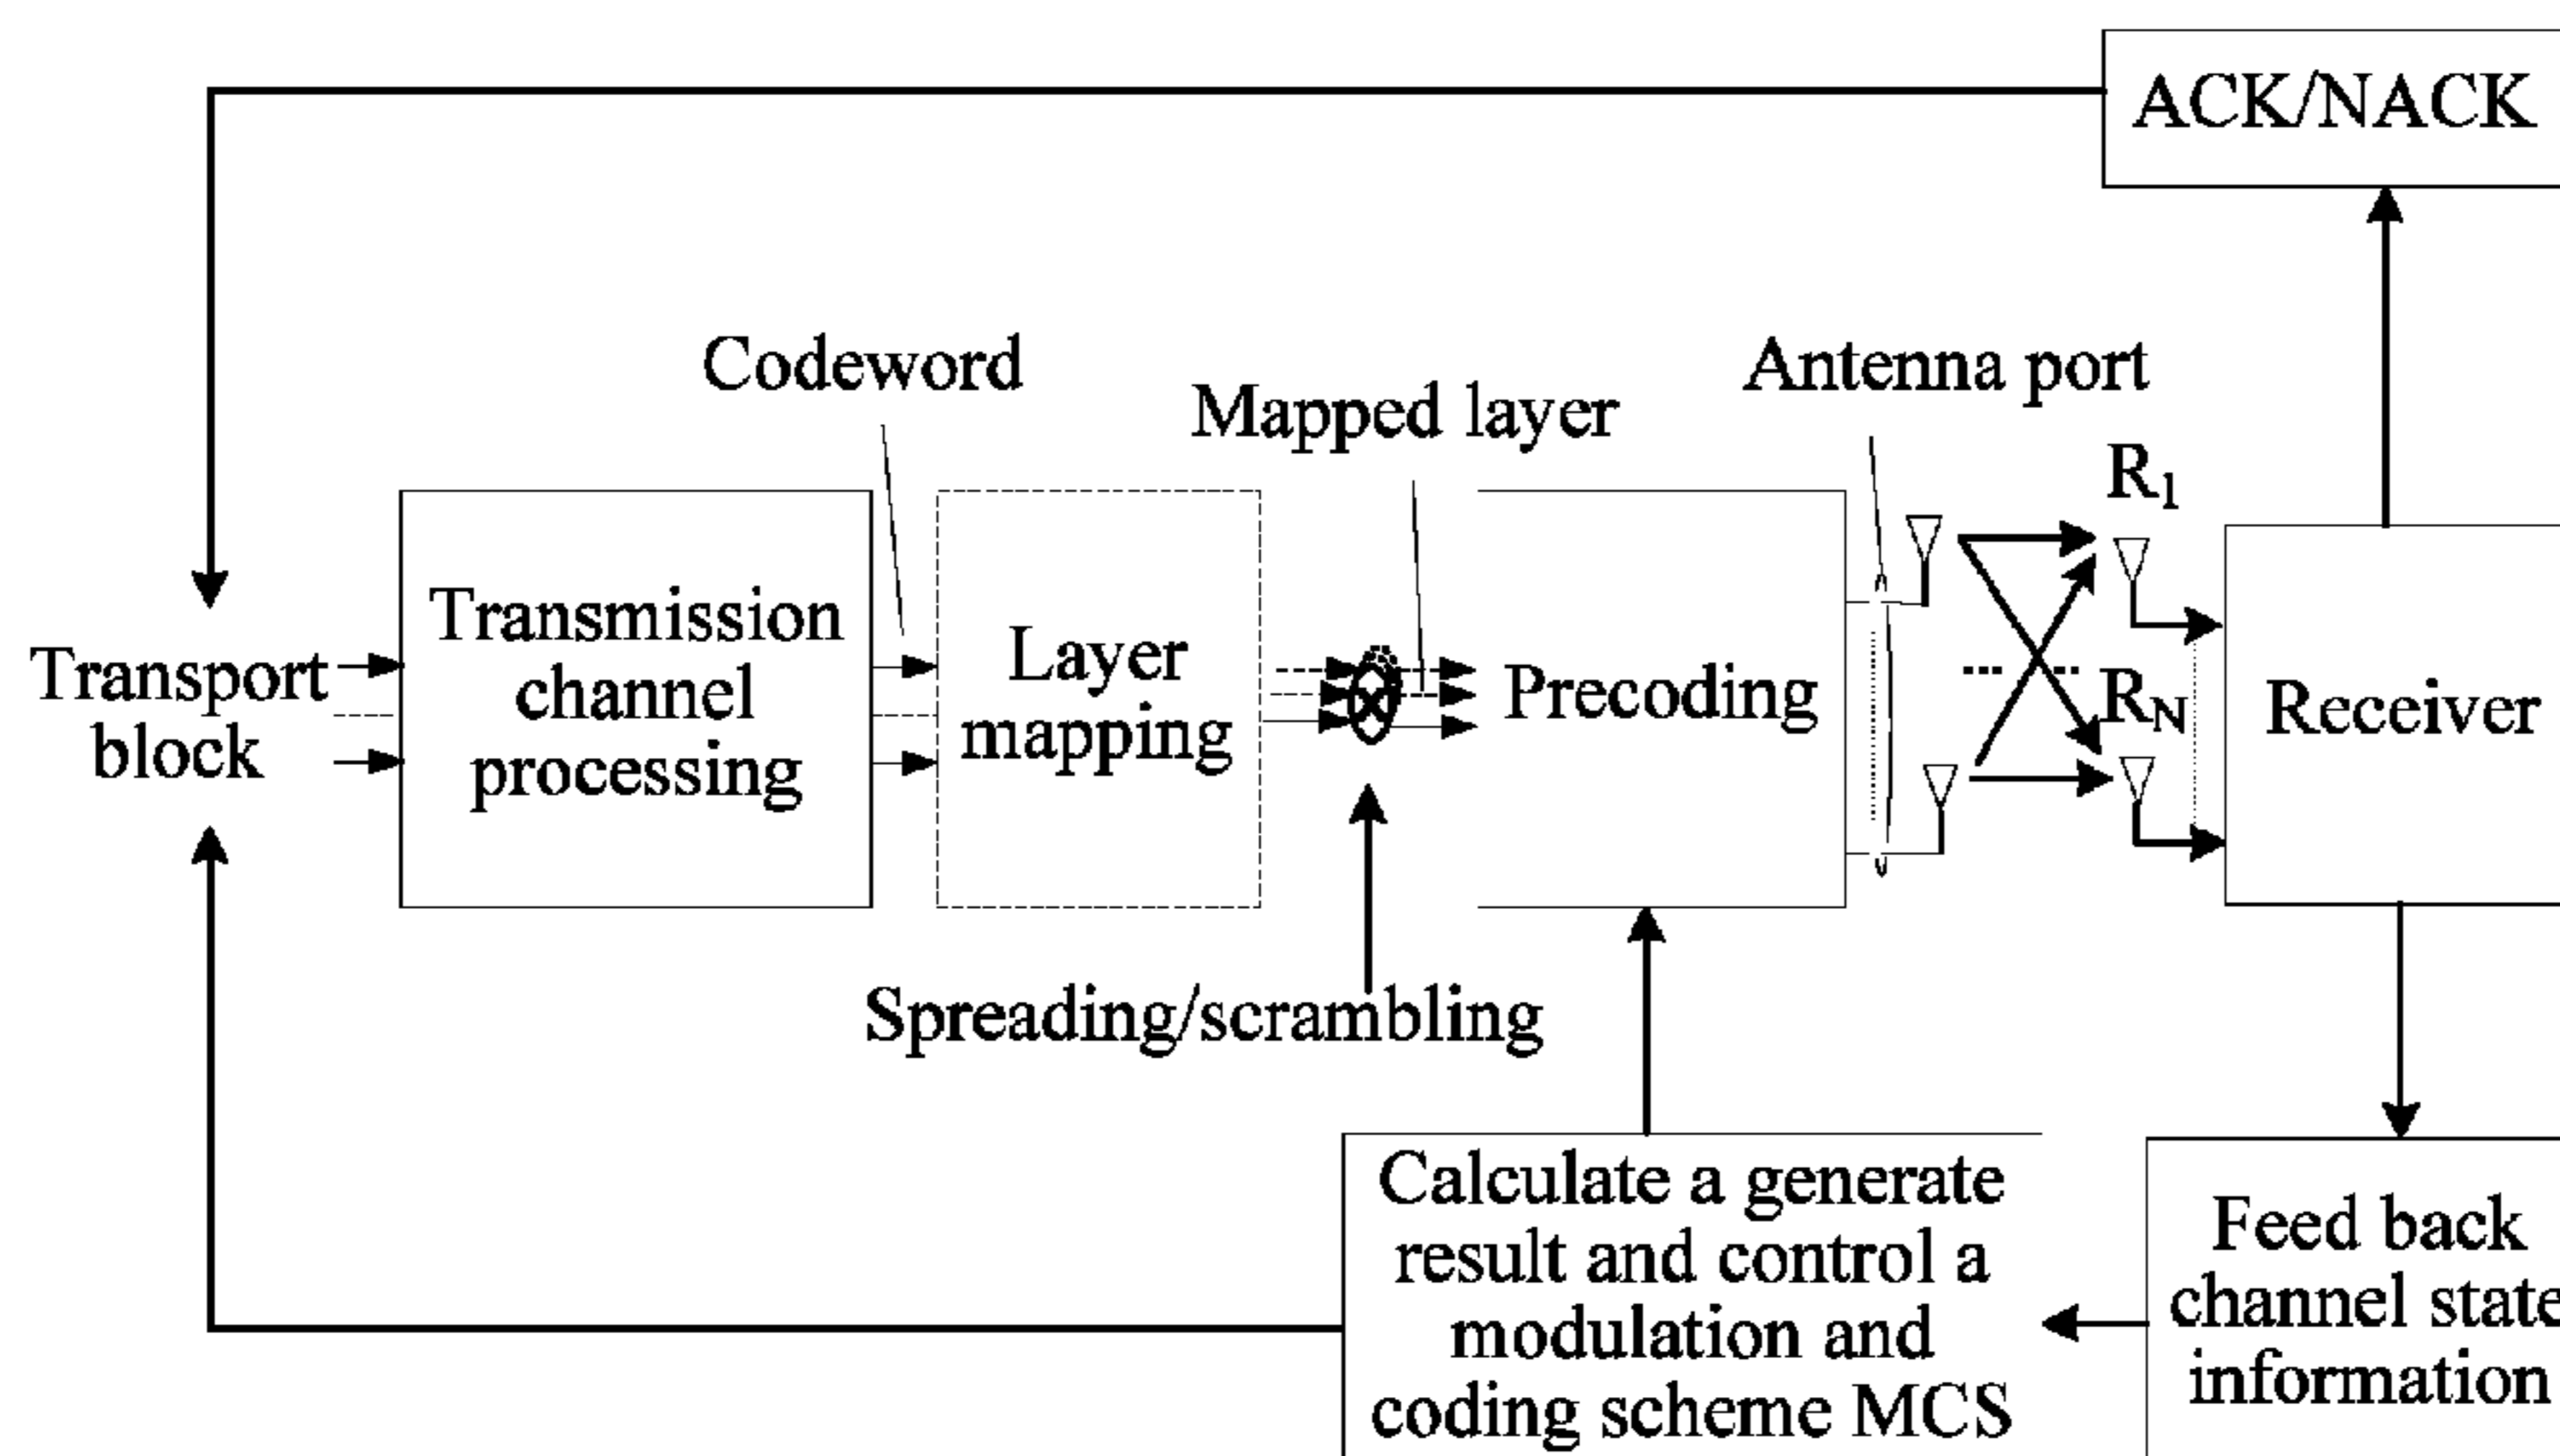 ACK/NACK
Codeword
Mapped layer
Antenna port
R1
Transport
block
Transmission
channel
processing
Layer
mapping
Precoding
RN
Receiver
Spreading/scrambling
Calculate a generate
result and control a
modulation and
coding scheme MCS
Feed back
channel state
information